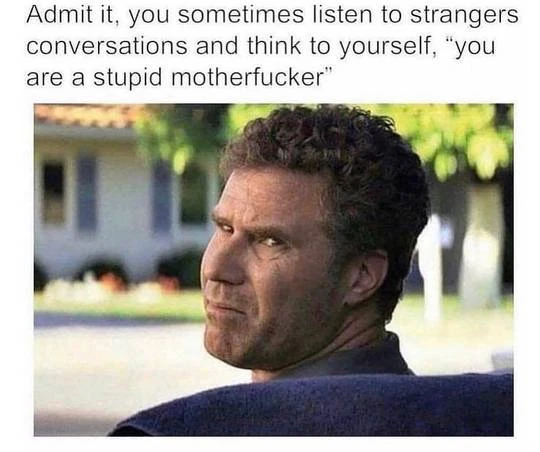 Admit it, you sometimes listen to strangers
conversations and think to yourself, “you
are a stupid motherfucker”